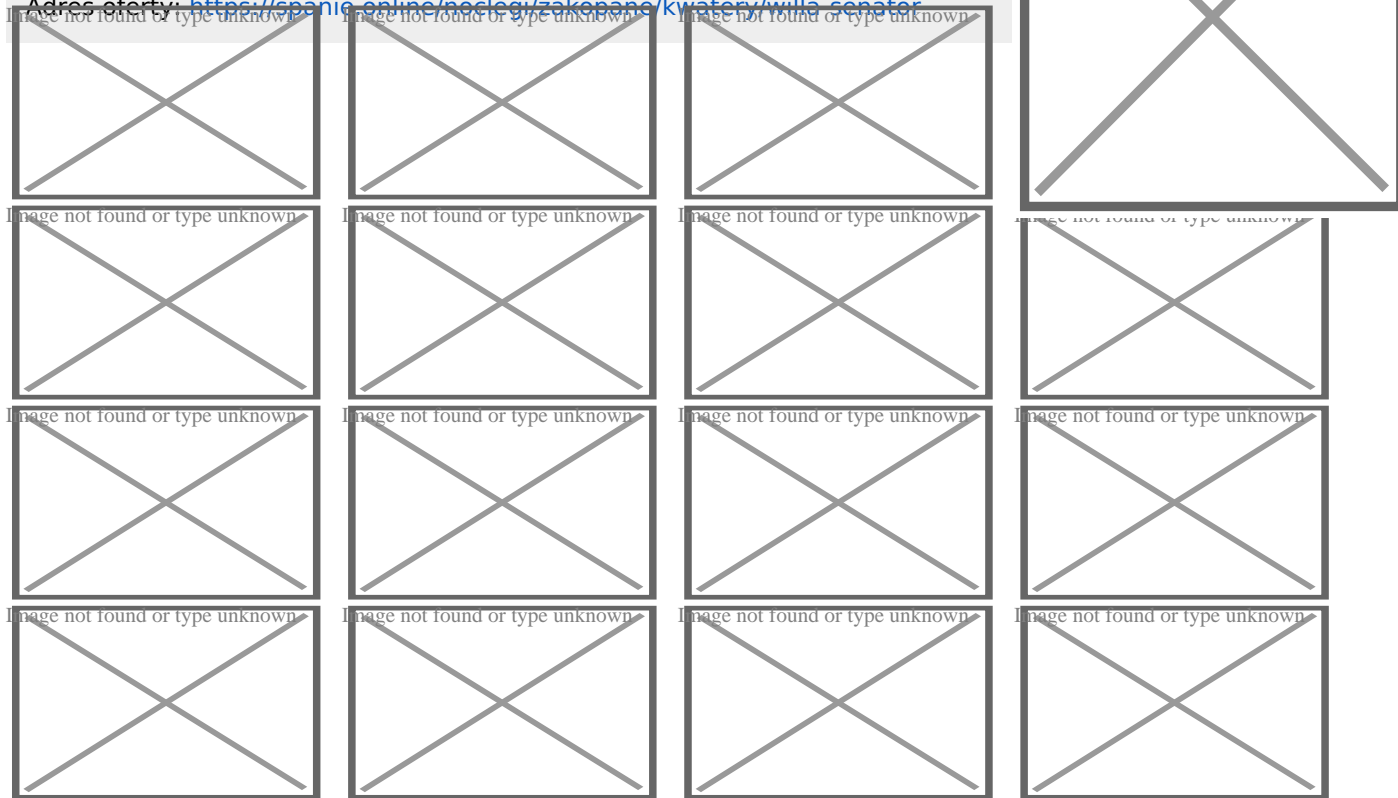 Adres oferty: https://spanie.online/noclegi/zakopane/kwatery/willa-senator
Image not found or type unknown Image not found or type unknown Image not found or type unknown
Image not found or type unknown Image not found or type unknown Image not found or type unknown Image not found or type unknown
Image not found or type unknown Image not found or type unknown Image not found or type unknown Image not found or type unknown
Image not found or type unknown Image not found or type unknown Image not found or type unknown Image not found or type unknown